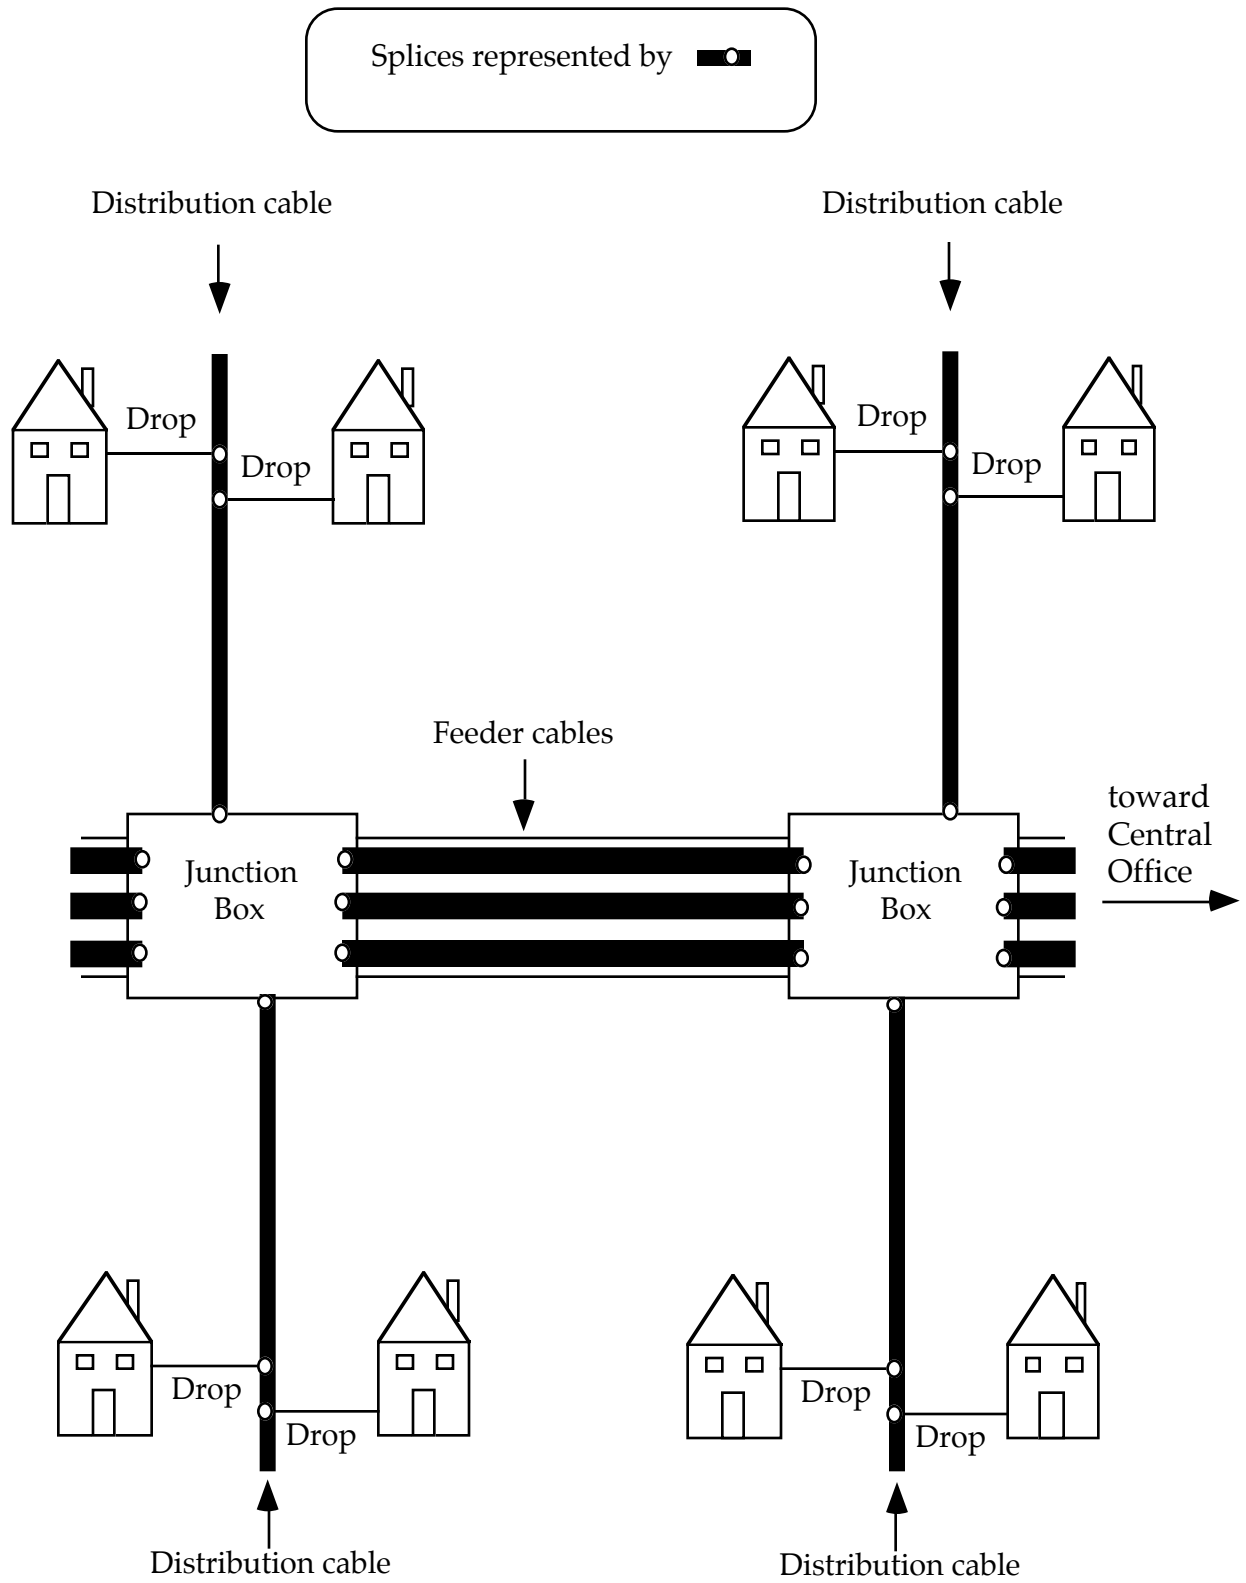 Splices represented by
Distribution cable
Distribution cable
Drop
Drop
Drop
Drop
Feeder cables
toward
Central
Office
Junction
Box
Junction
Box
Drop
Drop
Drop
Drop
Distribution cable
Distribution cable